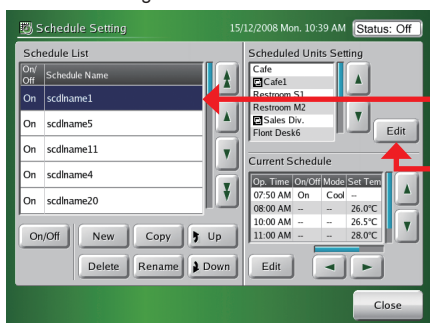 Schedule Setting
15/12/2008 Mon. 10:39 AM
Status: Off
Schedule List
On/Off Schedule Name
On scdlname1
On scdlname5
On scdlname11
On scdlname4
On scdlname20
On/Off New Copy Up
Delete Rename Down
Scheduled Units Setting
Cafe
Cafe1
Restroom S1
Restroom M2
Sales Div.
Flont Desk6
Edit
Current Schedule
Op. Time On/Off Mode Set Tem
07:50 AM On Cool --
08:00 AM -- -- 26.0°C
10:00 AM -- -- 26.5°C
11:00 AM -- -- 28.0°C
Edit
Close